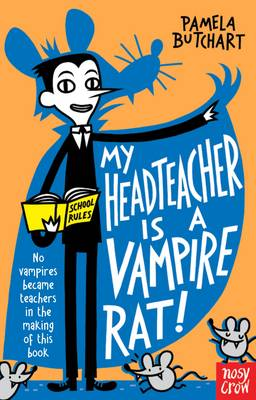 PAMELA
BUTCHART
MY
HEADTEACHER
IS A
VAMPIRE
RAT!
SCHOOL
RULES
No
vampires
became
teachers
in the
making of
this book
nosy
crow